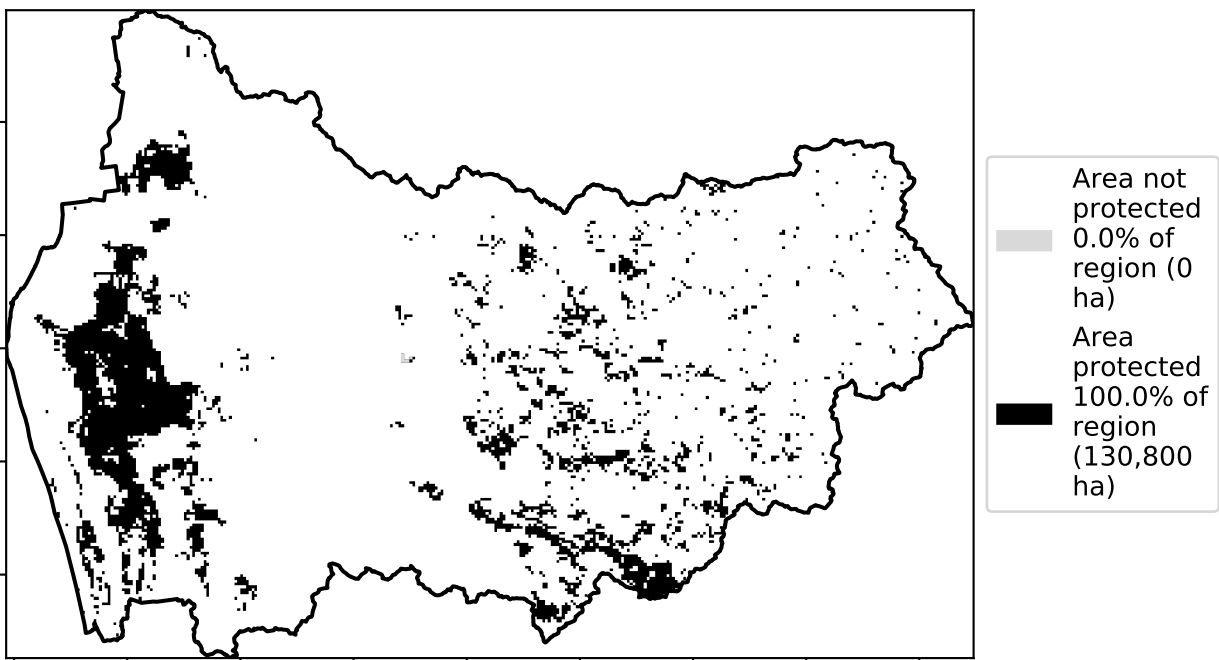 Area not
protected
0.0% of
region (0
ha)
Area
protected
100.0% of
region
(130,800
ha)